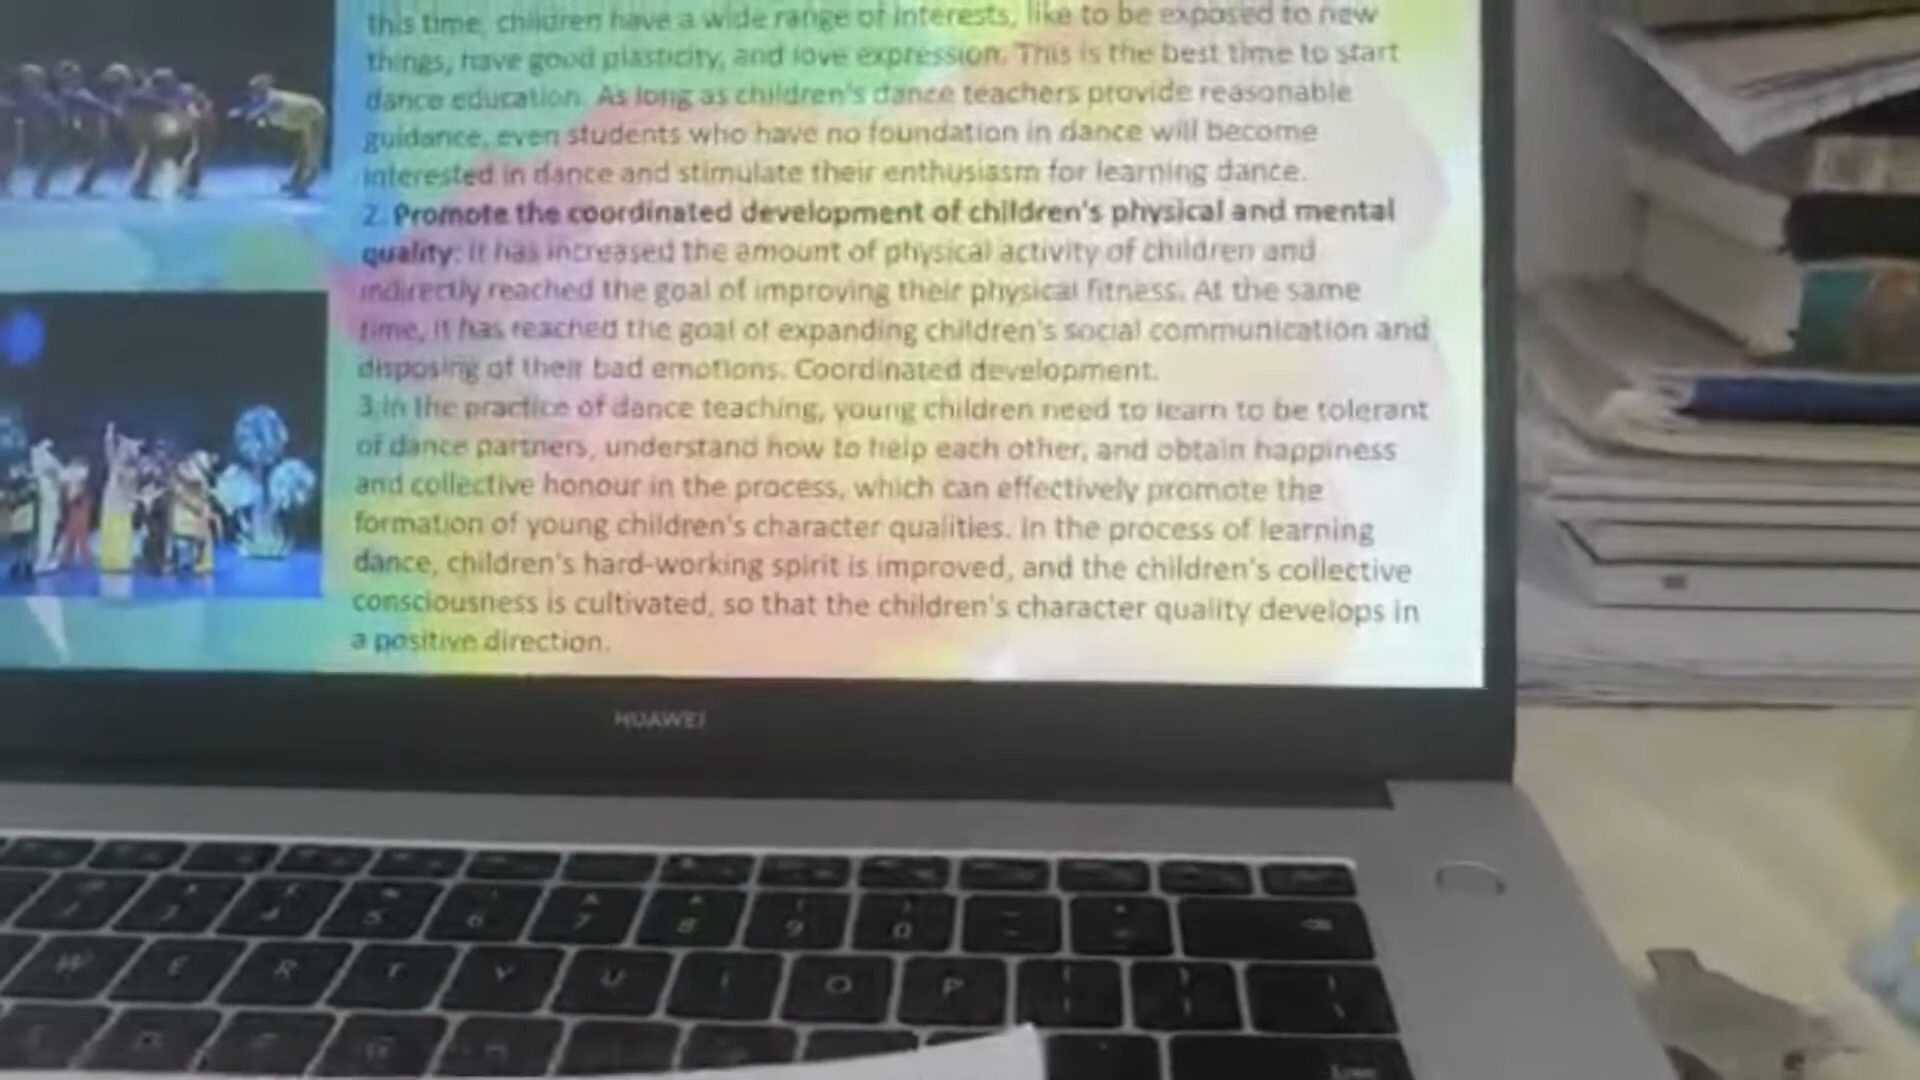 this time, children have a wide range of interests, like to be exposed to new
things, have good plasticity, and love expression. This is the best time to start
dance education. As long as children's dance teachers provide reasonable
guidance, even students who have no foundation in dance will become
interested in dance and stimulate their enthusiasm for learning dance.
2. Promote the coordinated development of children's physical and mental
quality: it has increased the amount of physical activity of children and
indirectly reached the goal of improving their physical fitness. At the same
time, it has reached the goal of expanding children's social communication and
disposing of their bad emotions. Coordinated development.
3.In the practice of dance teaching, young children need to learn to be tolerant
of dance partners, understand how to help each other, and obtain happiness
and collective honour in the process, which can effectively promote the
formation of young children's character qualities. In the process of learning
dance, children's hard-working spirit is improved, and the children's collective
consciousness is cultivated, so that the children's character quality develops in
a positive direction.
HUAWEI
5 6 7 8 9 0
W E R T Y U I O P